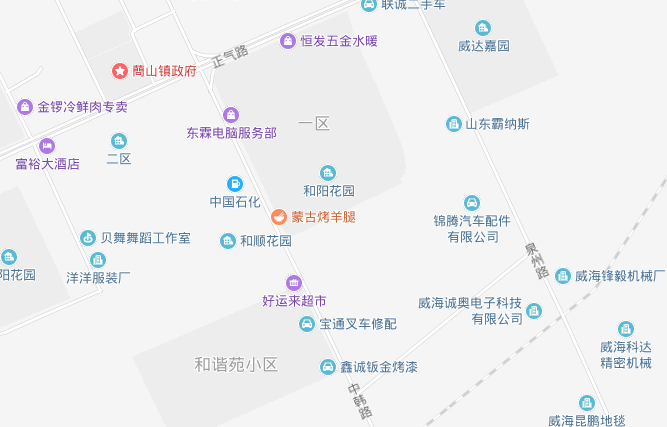 联诚二手车
恒发五金水暖
威达嘉园
正气路
蔄山镇政府
金锣冷鲜肉专卖
一区
山东霸纳斯
东霖电脑服务部
二区
富裕大酒店
和阳花园
中国石化
蒙古烤羊腿
锦腾汽车配件
有限公司
贝舞舞蹈工作室
和顺花园
泉州路
阳花园
洋洋服装厂
威海锋毅机械厂
好运来超市
威海诚奥电子科技
有限公司
宝通叉车修配
威海科达
精密机械
和谐苑小区
鑫诚钣金烤漆
中韩路
威海昆鹏地毯